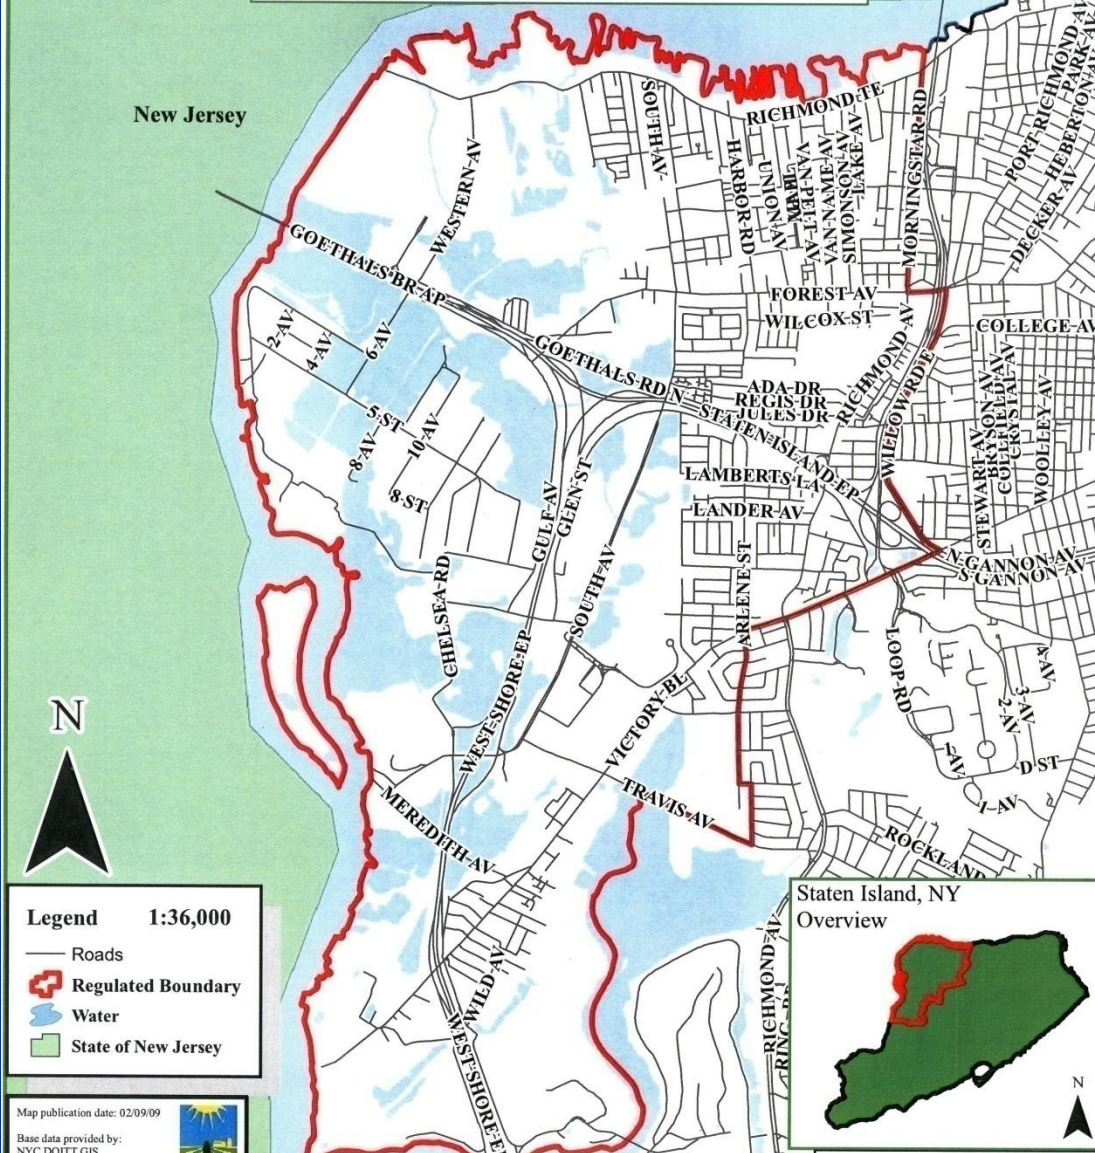 New Jersey
SOUTH AV
RICHMOND TE
MORNINGSTAR RD
PORT RICHMOND AV
PARK AV
HEBERTON AV
DECKER AV
WESTERN AV
HARBOR RD
UNION AV
VAN PELT AV
VAN NAME AV
SIMONSON AV
LAKE AV
GOETHALS BR AP
FOREST AV
WILCOX ST
COLLEGE AV
2 AV
4 AV
6 AV
GOETHALS RD N
RICHMOND AV
WILLOW RD E
ADA DR
REGIS DR
JULES DR
STATEN ISLAND EP
STEWART AV
BRYSON AV
COLFIELD AV
CRYSTAL AV
WOOLLEY AV
5 ST
8 AV
10 AV
8 ST
LAMBERTS LA
LANDER AV
GULF AV
GLEN ST
SOUTH AV
ARLENE ST
N GANNON AV
S GANNON AV
CHELSEA RD
WEST SHORE EP
VICTORY BL
LOOP RD
4 AV
3 AV
2 AV
1 AV
D ST
1 AV
N
MEREDITH AV
TRAVIS AV
ROCKLAND
WILD AV
WEST SHORE E
RICHMOND AV
Legend 1:36,000
Roads
Regulated Boundary
Water
State of New Jersey
Staten Island, NY
Overview
N
Map publication date: 02/09/09
Base data provided by:
NYC DOITT GIS